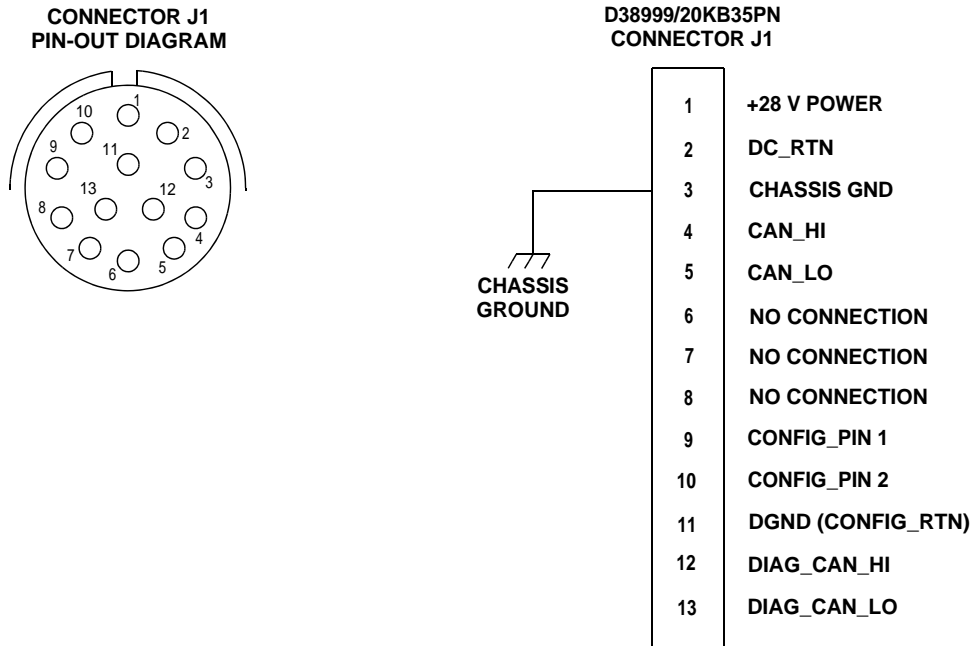 CONNECTOR J1
PIN-OUT DIAGRAM
1
2
3
4
5
6
7
8
9
10
11
12
13
D38999/20KB35PN
CONNECTOR J1
1 +28 V POWER
2 DC_RTN
3 CHASSIS GND
4 CAN_HI
5 CAN_LO
6 NO CONNECTION
7 NO CONNECTION
8 NO CONNECTION
9 CONFIG_PIN 1
10 CONFIG_PIN 2
11 DGND (CONFIG_RTN)
12 DIAG_CAN_HI
13 DIAG_CAN_LO
CHASSIS
GROUND